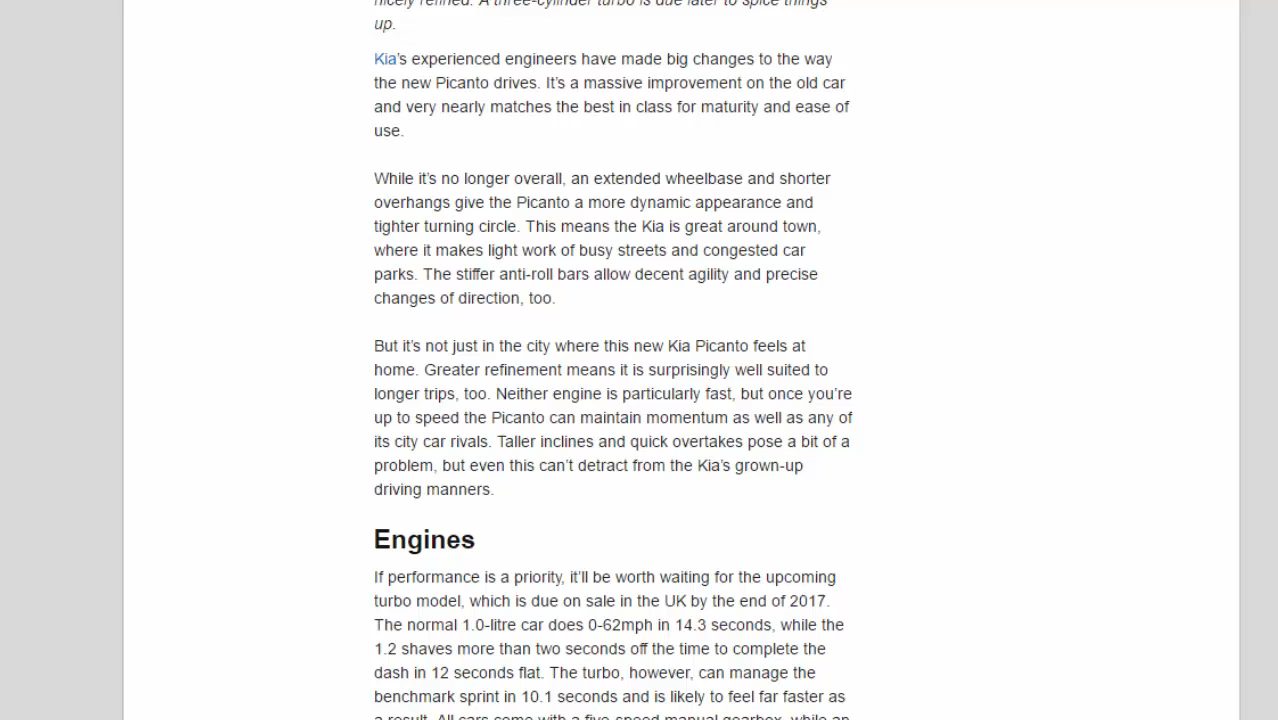 nicely refined. A three-cylinder turbo is due later to spice things
up.
Kia’s experienced engineers have made big changes to the way
the new Picanto drives. It’s a massive improvement on the old car
and very nearly matches the best in class for maturity and ease of
use.
While it’s no longer overall, an extended wheelbase and shorter
overhangs give the Picanto a more dynamic appearance and
tighter turning circle. This means the Kia is great around town,
where it makes light work of busy streets and congested car
parks. The stiffer anti-roll bars allow decent agility and precise
changes of direction, too.
But it’s not just in the city where this new Kia Picanto feels at
home. Greater refinement means it is surprisingly well suited to
longer trips, too. Neither engine is particularly fast, but once you’re
up to speed the Picanto can maintain momentum as well as any of
its city car rivals. Taller inclines and quick overtakes pose a bit of a
problem, but even this can’t detract from the Kia’s grown-up
driving manners.
Engines
If performance is a priority, it’ll be worth waiting for the upcoming
turbo model, which is due on sale in the UK by the end of 2017.
The normal 1.0-litre car does 0-62mph in 14.3 seconds, while the
1.2 shaves more than two seconds off the time to complete the
dash in 12 seconds flat. The turbo, however, can manage the
benchmark sprint in 10.1 seconds and is likely to feel far faster as
a result. All cars come with a five-speed manual gearbox, while an